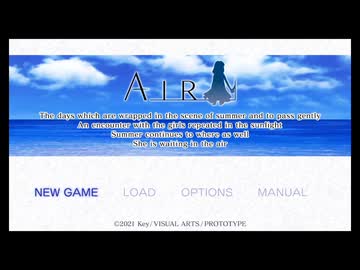 AIR
The days which are wrapped in the scene of summer and to pass gently
An encounter with the girls repeated in the sunlight
Summer continues to where as well
She is waiting in the air
NEW GAME LOAD OPTIONS MANUAL
©2021 Key/VISUAL ARTS/PROTOTYPE